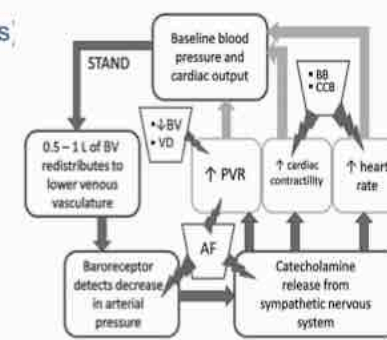 s
Baseline blood
pressure and
cardiac output
STAND
• BB
• CCB
• ↓BV
• VD
0.5 – 1 L of BV
redistributes to
lower venous
vasculature
↑ PVR
↑ cardiac
contractility
↑ heart
rate
AF
Baroreceptor
detects decrease
in arterial
pressure
Catecholamine
release from
sympathetic nervous
system